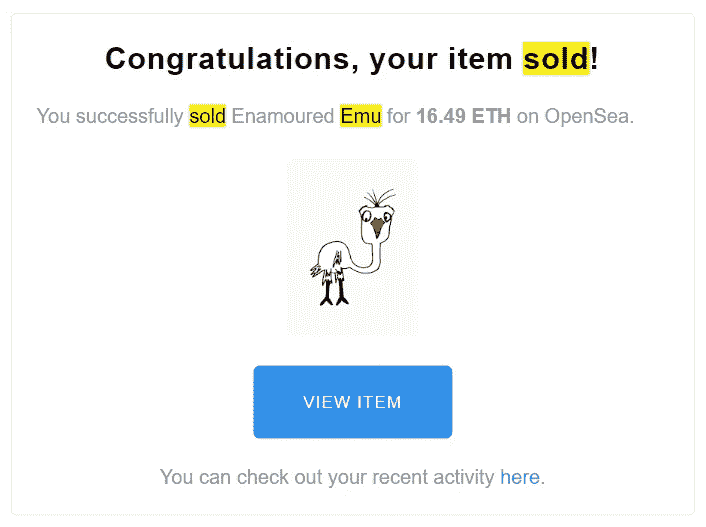 Congratulations, your item sold!
You successfully sold Enamoured Emu for 16.49 ETH on OpenSea.
VIEW ITEM
You can check out your recent activity here.